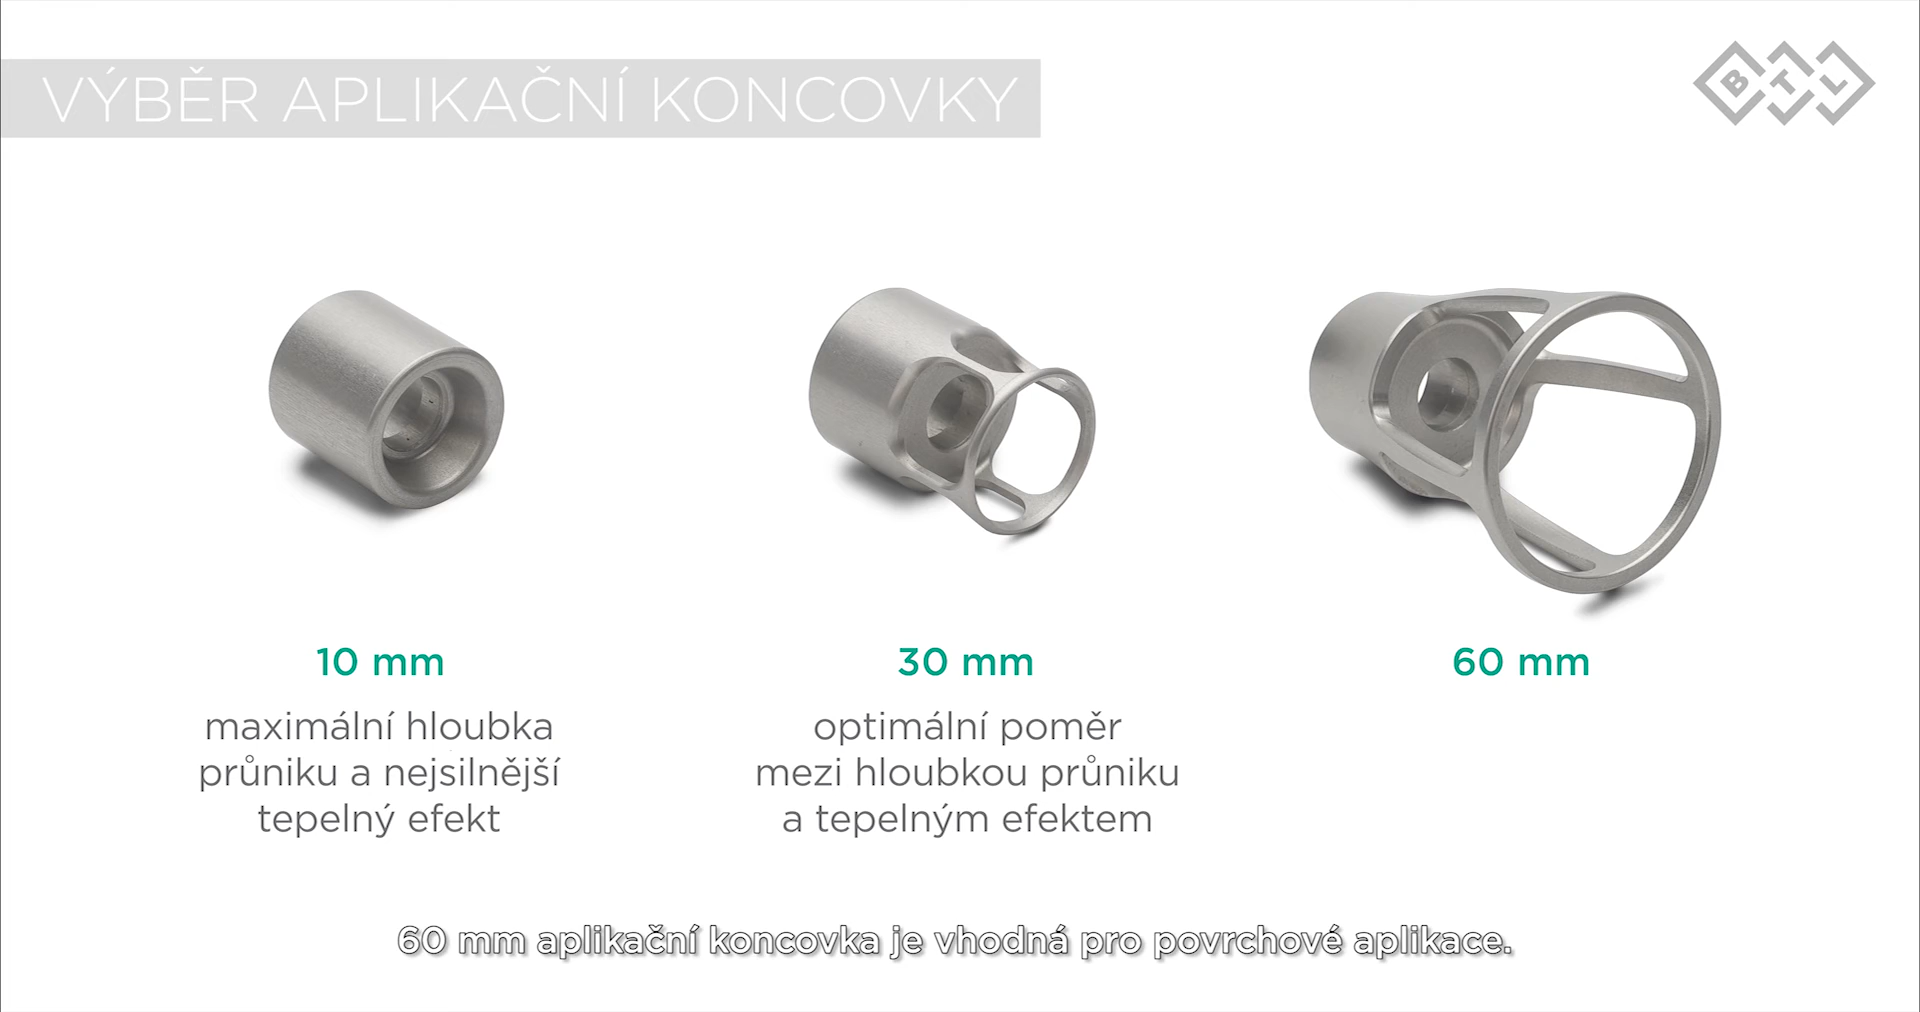 VÝBĚR APLIKAČNÍ KONCOVKY
BTL
10 mm
maximální hloubka
průniku a nejsilnější
tepelný efekt
30 mm
optimální poměr
mezi hloubkou průniku
a tepelným efektem
60 mm
60 mm aplikační koncovka je vhodná pro povrchové aplikace.